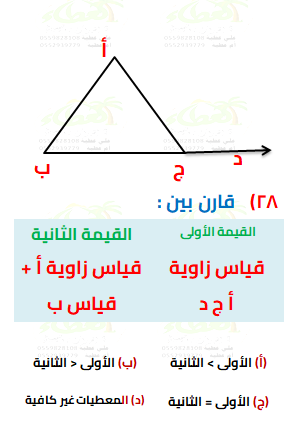 أ
ب
ج
د
٢٨) قارن بين :
القيمة الأولى
القيمة الثانية
قياس زاوية
أ ج د
قياس زاوية أ +
قياس ب
(أ) الأولى > الثانية
(ب) الأولى < الثانية
(ج) الأولى = الثانية
(د) المعطيات غير كافية